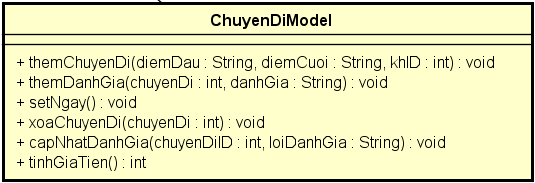 ChuyenDiModel
+ themChuyenDi(diemDau : String, diemCuoi : String, khID : int) : void
+ themDanhGia(chuyenDi : int, danhGia : String) : void
+ setNgay() : void
+ xoaChuyenDi(chuyenDi : int) : void
+ capNhatDanhGia(chuyenDiID : int, loiDanhGia : String) : void
+ tinhGiaTien() : int